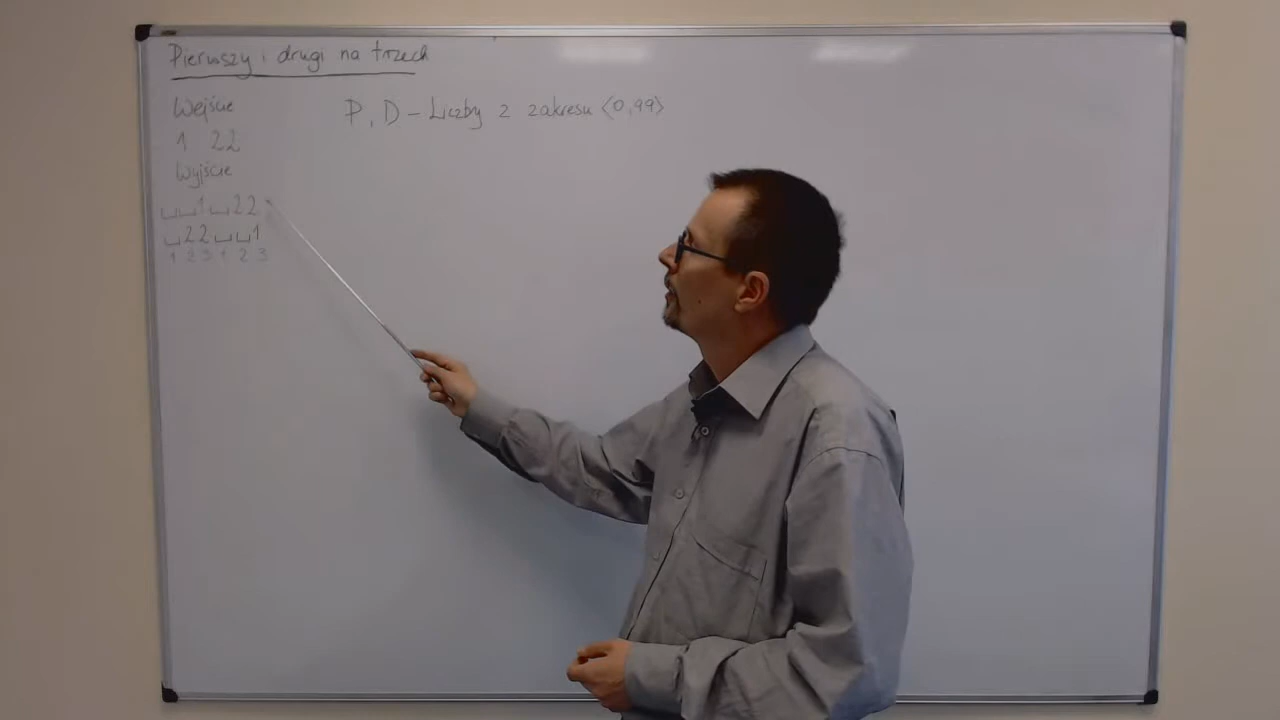 Pierwszy i drugi na trzech
Wejście
P, D – Liczby z zakresu <0,99>
1 22
Wyjście
␣␣1␣22
␣22␣␣1
1 2 3 1 2 3